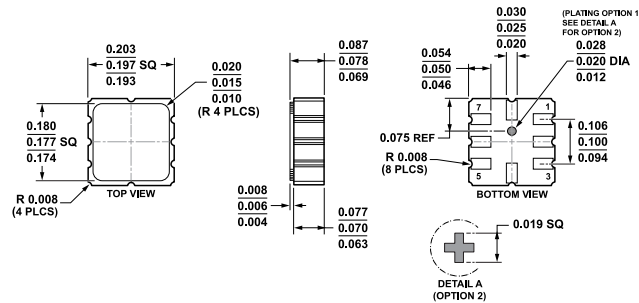 0.203
0.197 SQ
0.193
0.020
0.015
0.010
(R 4 PLCS)
0.180
0.177 SQ
0.174
R 0.008
(4 PLCS)
TOP VIEW
0.087
0.078
0.069
0.008
0.006
0.004
0.077
0.070
0.063
0.030
0.025
0.020
(PLATING OPTION 1
SEE DETAIL A
FOR OPTION 2)
0.054
0.050
0.046
0.028
0.020 DIA
0.012
7
1
0.075 REF
0.106
0.100
0.094
R 0.008
(8 PLCS)
5
3
BOTTOM VIEW
0.019 SQ
DETAIL A
(OPTION 2)